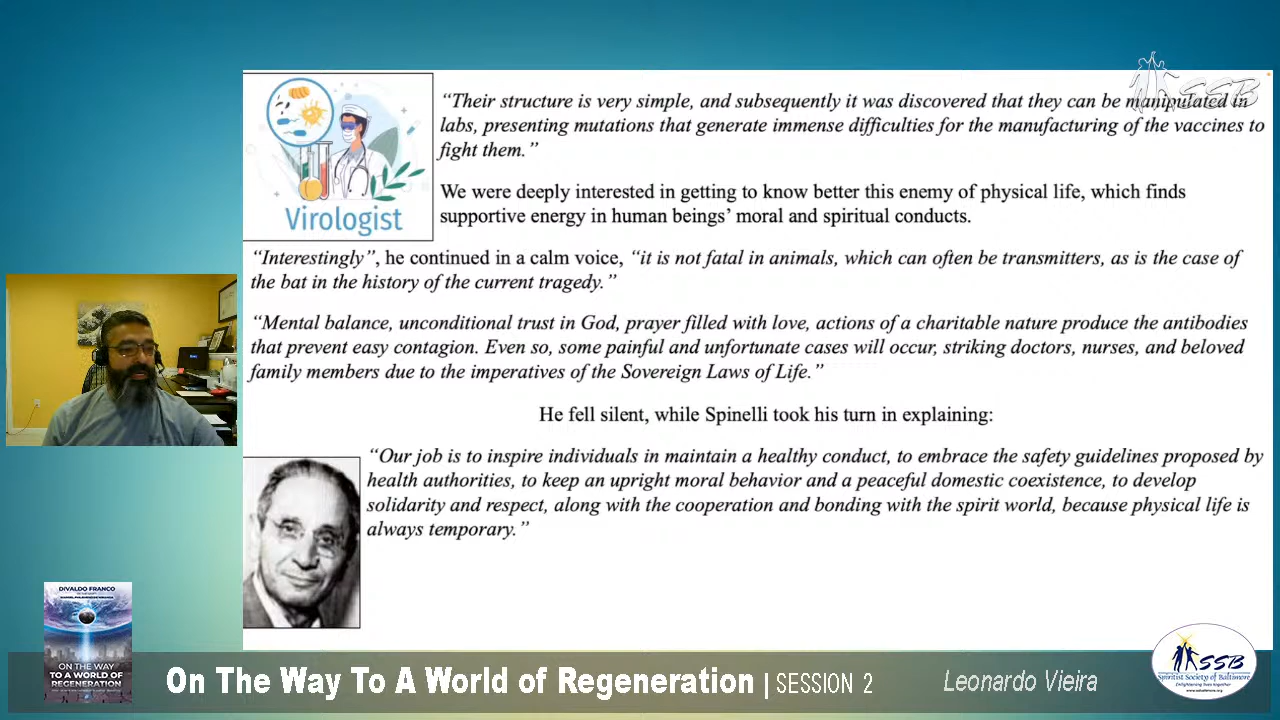 SSB
"Their structure is very simple, and subsequently it was discovered that they can be manipulated in
labs, presenting mutations that generate immense difficulties for the manufacturing of the vaccines to
fight them."
We were deeply interested in getting to know better this enemy of physical life, which finds
supportive energy in human beings' moral and spiritual conducts.
Virologist
"Interestingly", he continued in a calm voice, "it is not fatal in animals, which can often be transmitters, as is the case of
the bat in the history of the current tragedy."
"Mental balance, unconditional trust in God, prayer filled with love, actions of a charitable nature produce the antibodies
that prevent easy contagion. Even so, some painful and unfortunate cases will occur, striking doctors, nurses, and beloved
family members due to the imperatives of the Sovereign Laws of Life."
He fell silent, while Spinelli took his turn in explaining:
"Our job is to inspire individuals in maintain a healthy conduct, to embrace the safety guidelines proposed by
health authorities, to keep an upright moral behavior and a peaceful domestic coexistence, to develop
solidarity and respect, along with the cooperation and bonding with the spirit world, because physical life is
always temporary."
DIVALDO FRANCO
ON THE WAY
TO A WORLD OF
REGENERATION
On The Way To A World of Regeneration | SESSION 2
Leonardo Vieira
SSB
Spiritist Society of Baltimore